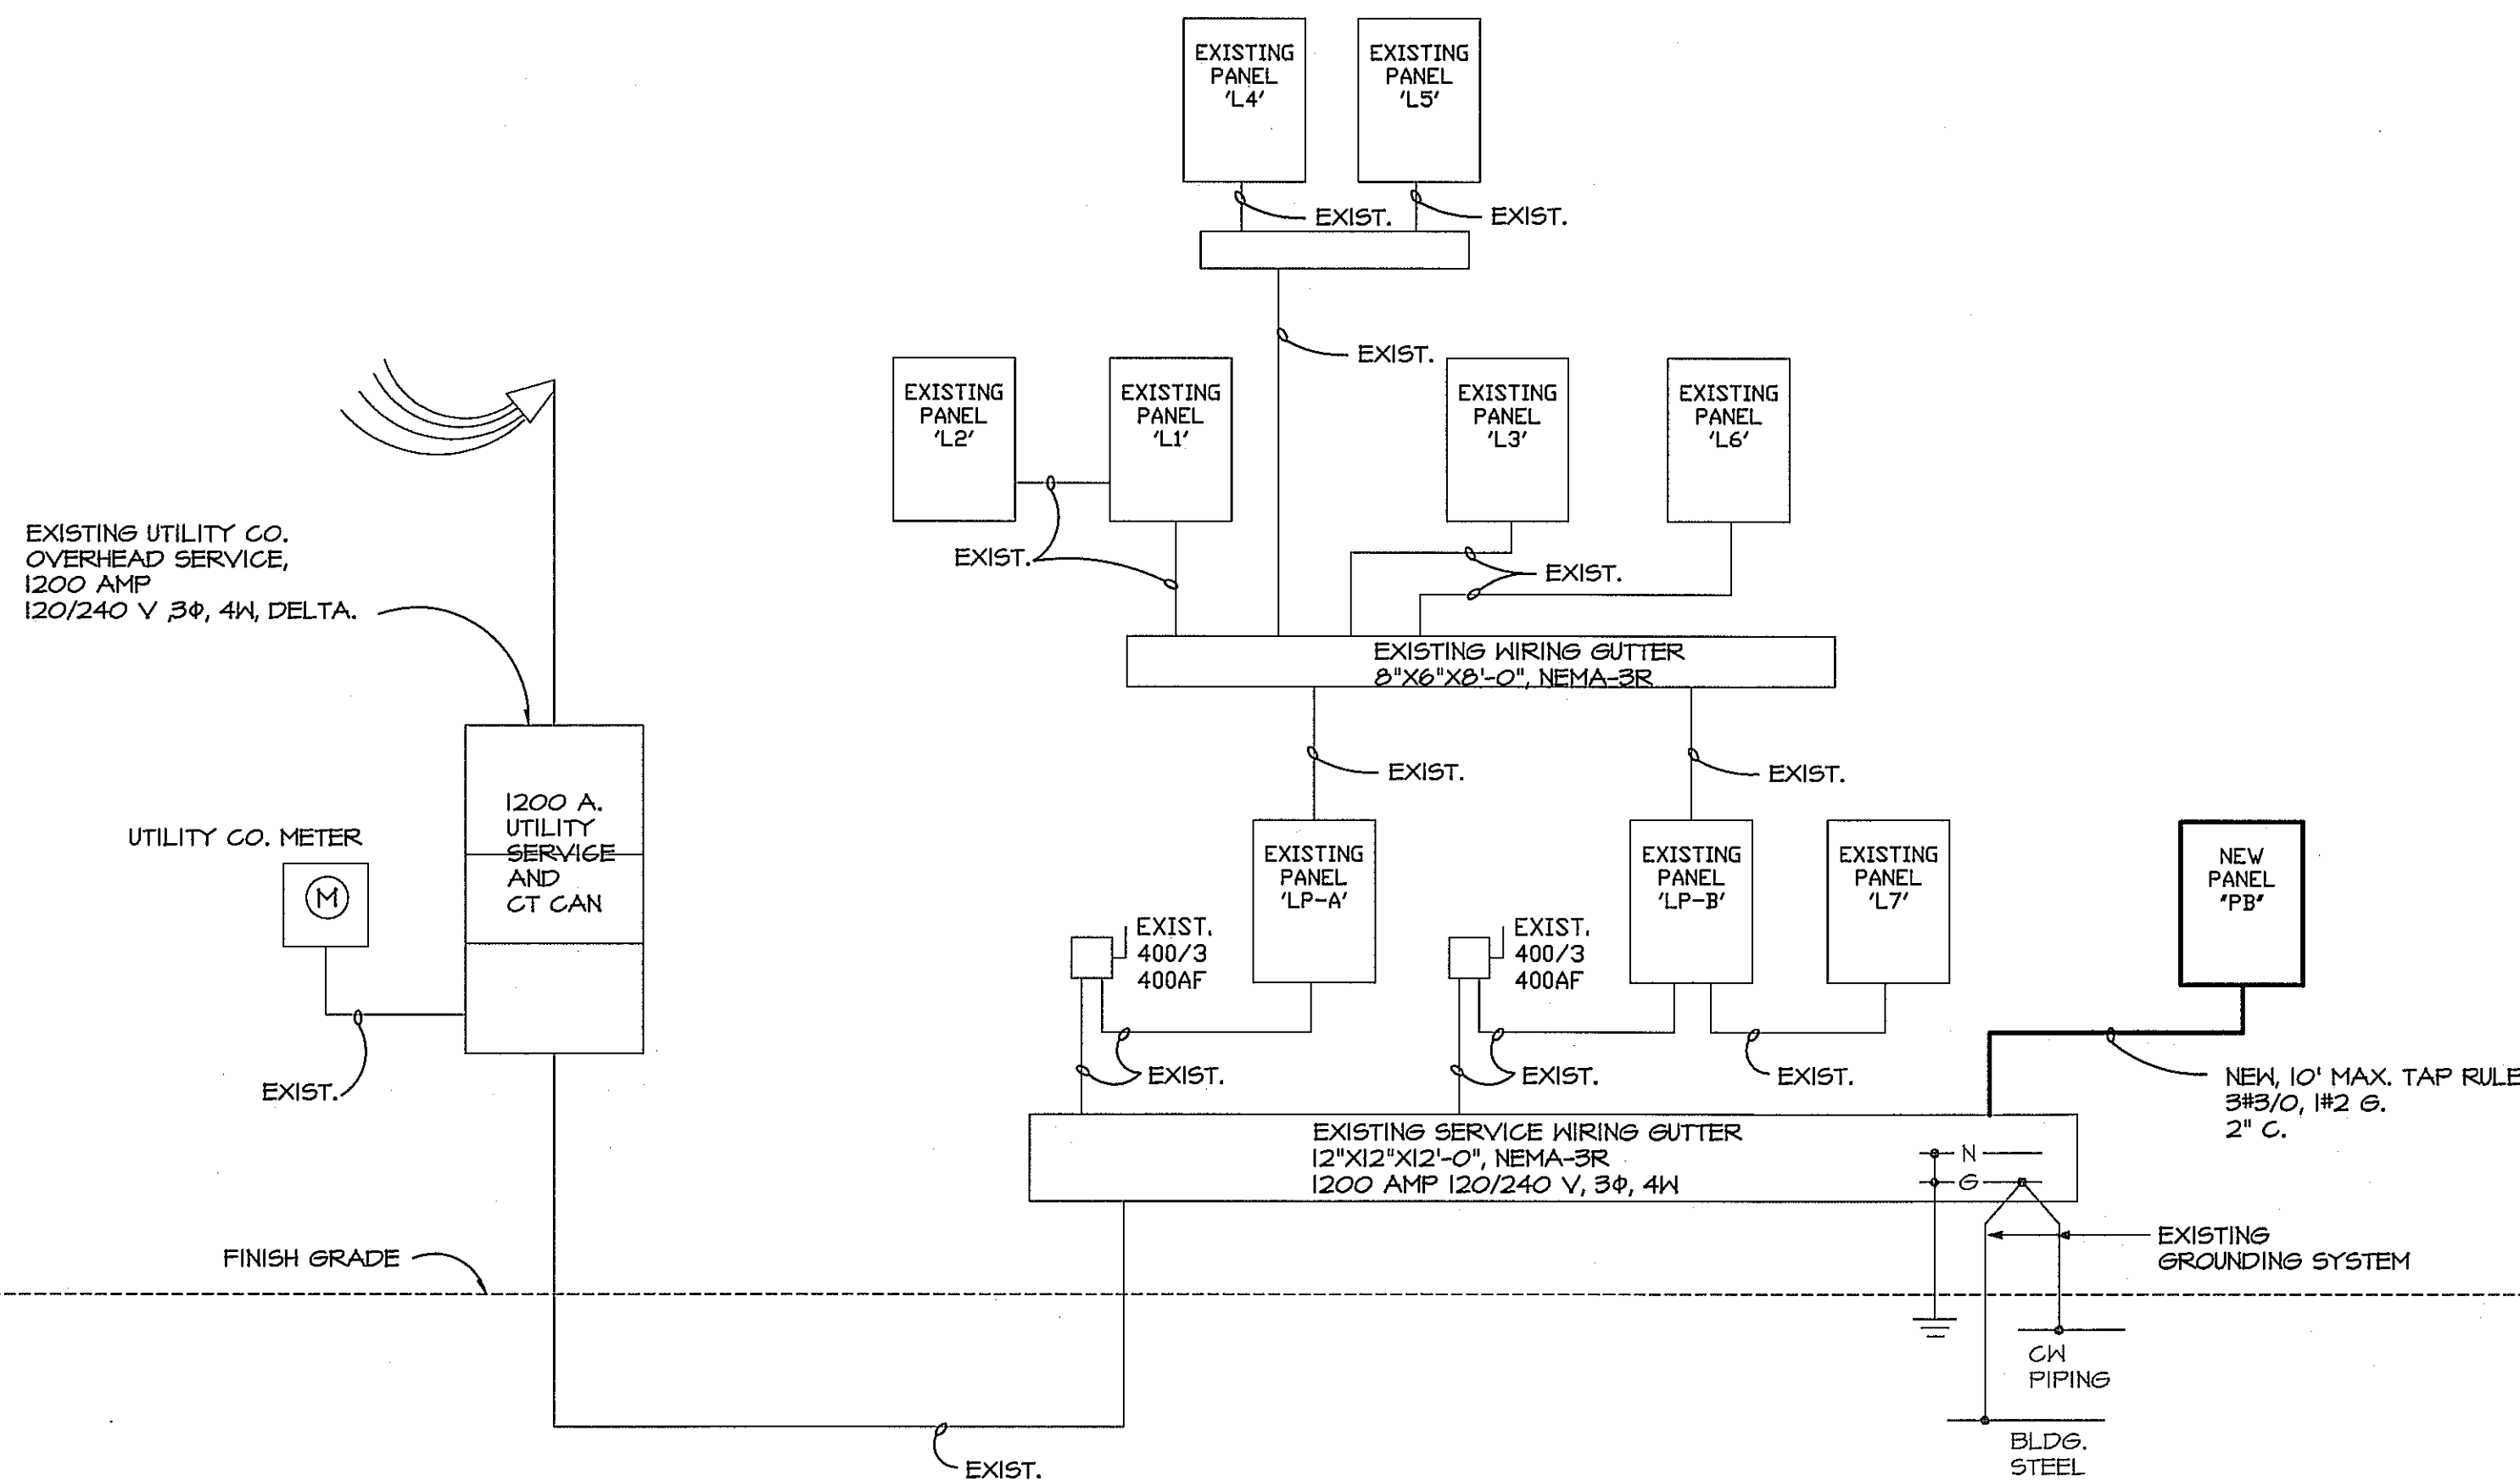 EXISTING
PANEL
'L4'
EXISTING
PANEL
'L5'
EXIST.
EXIST.
EXIST.
EXISTING
PANEL
'L2'
EXISTING
PANEL
'L1'
EXISTING
PANEL
'L3'
EXISTING
PANEL
'L6'
EXIST.
EXIST.
EXISTING UTILITY CO.
OVERHEAD SERVICE,
1200 AMP
120/240 V ,3Φ, 4W, DELTA.
EXISTING WIRING GUTTER
8"X6"X8'-0", NEMA-3R
EXIST.
EXIST.
1200 A.
UTILITY
SERVICE
AND
CT CAN
UTILITY CO. METER
M
EXIST.
EXISTING
PANEL
'LP-A'
EXISTING
PANEL
'LP-B'
EXISTING
PANEL
'L7'
NEW
PANEL
"PB"
EXIST.
400/3
400AF
EXIST.
400/3
400AF
EXIST.
EXIST.
EXIST.
NEW, 10' MAX. TAP RULE
3#3/0, 1#2 G.
2" C.
EXISTING SERVICE WIRING GUTTER
12"X12"X12'-0", NEMA-3R
1200 AMP 120/240 V, 3Φ, 4W
N
G
EXISTING
GROUNDING SYSTEM
FINISH GRADE
CW
PIPING
BLDG.
STEEL
EXIST.